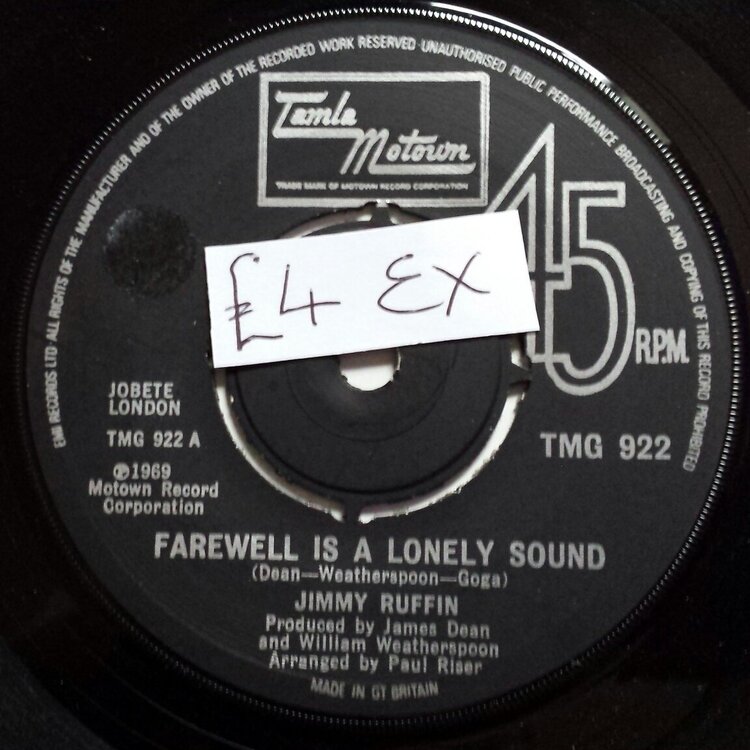 EMI RECORDS LTD ALL RIGHTS OF THE MANUFACTURER AND OF THE OWNER OF THE RECORDED WORK RESERVED·UNAUTHORISED PUBLIC PERFORMANCE BROADCASTING AND COPYING OF THIS RECORD PROHIBITED
Tamla
Motown
TRADE MARK OF MOTOWN RECORD CORPORATION
45
R.P.M.
£4 EX
JOBETE
LONDON
TMG 922 A
TMG 922
℗1969
Motown Record
Corporation
FAREWELL IS A LONELY SOUND
(Dean—Weatherspoon—Goga)
JIMMY RUFFIN
Produced by James Dean
and William Weatherspoon
Arranged by Paul Riser
MADE IN GT BRITAIN